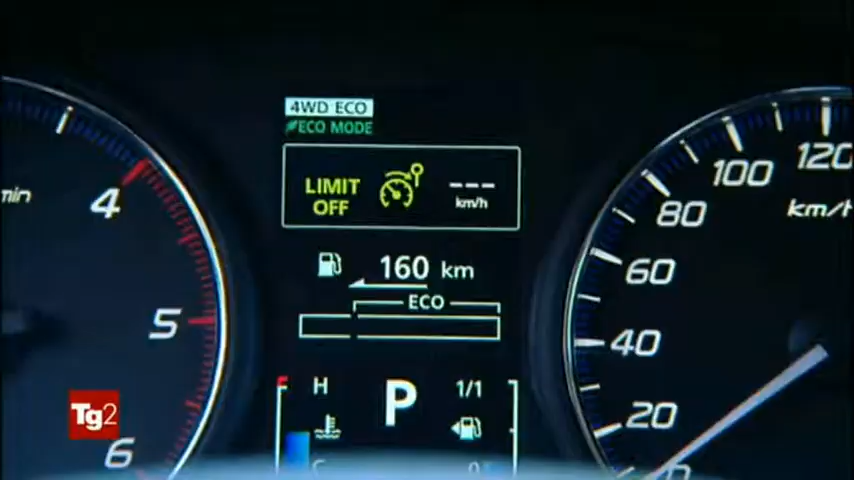 4WD ECO
ECO MODE
LIMIT
OFF
---
km/h
160 km
ECO
H
P
1/1
C
4
5
6
120
100
80
60
40
20
0
km/h
Tg2